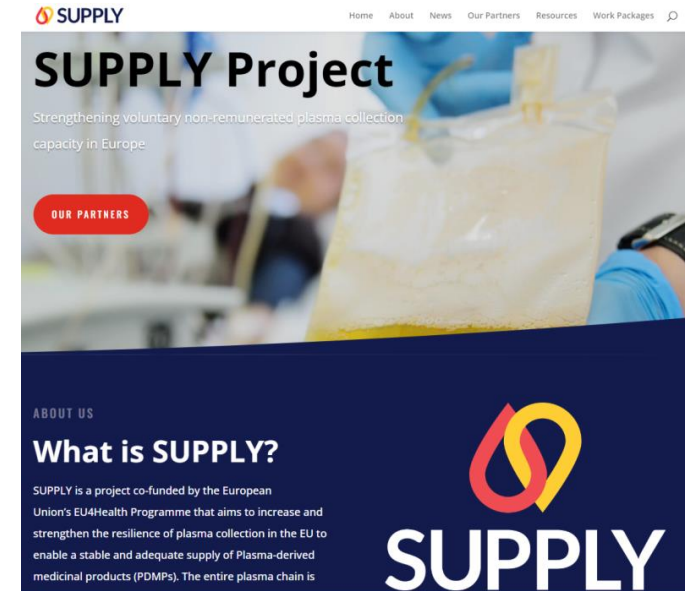 SUPPLY
Home About News Our Partners Resources Work Packages
SUPPLY Project
Strengthening voluntary non-remunerated plasma collection
capacity in Europe
OUR PARTNERS
ABOUT US
What is SUPPLY?
SUPPLY is a project co-funded by the European
Union's EU4Health Programme that aims to increase and
strengthen the resilience of plasma collection in the EU to
enable a stable and adequate supply of Plasma-derived
medicinal products (PDMPs). The entire plasma chain is
SUPPLY